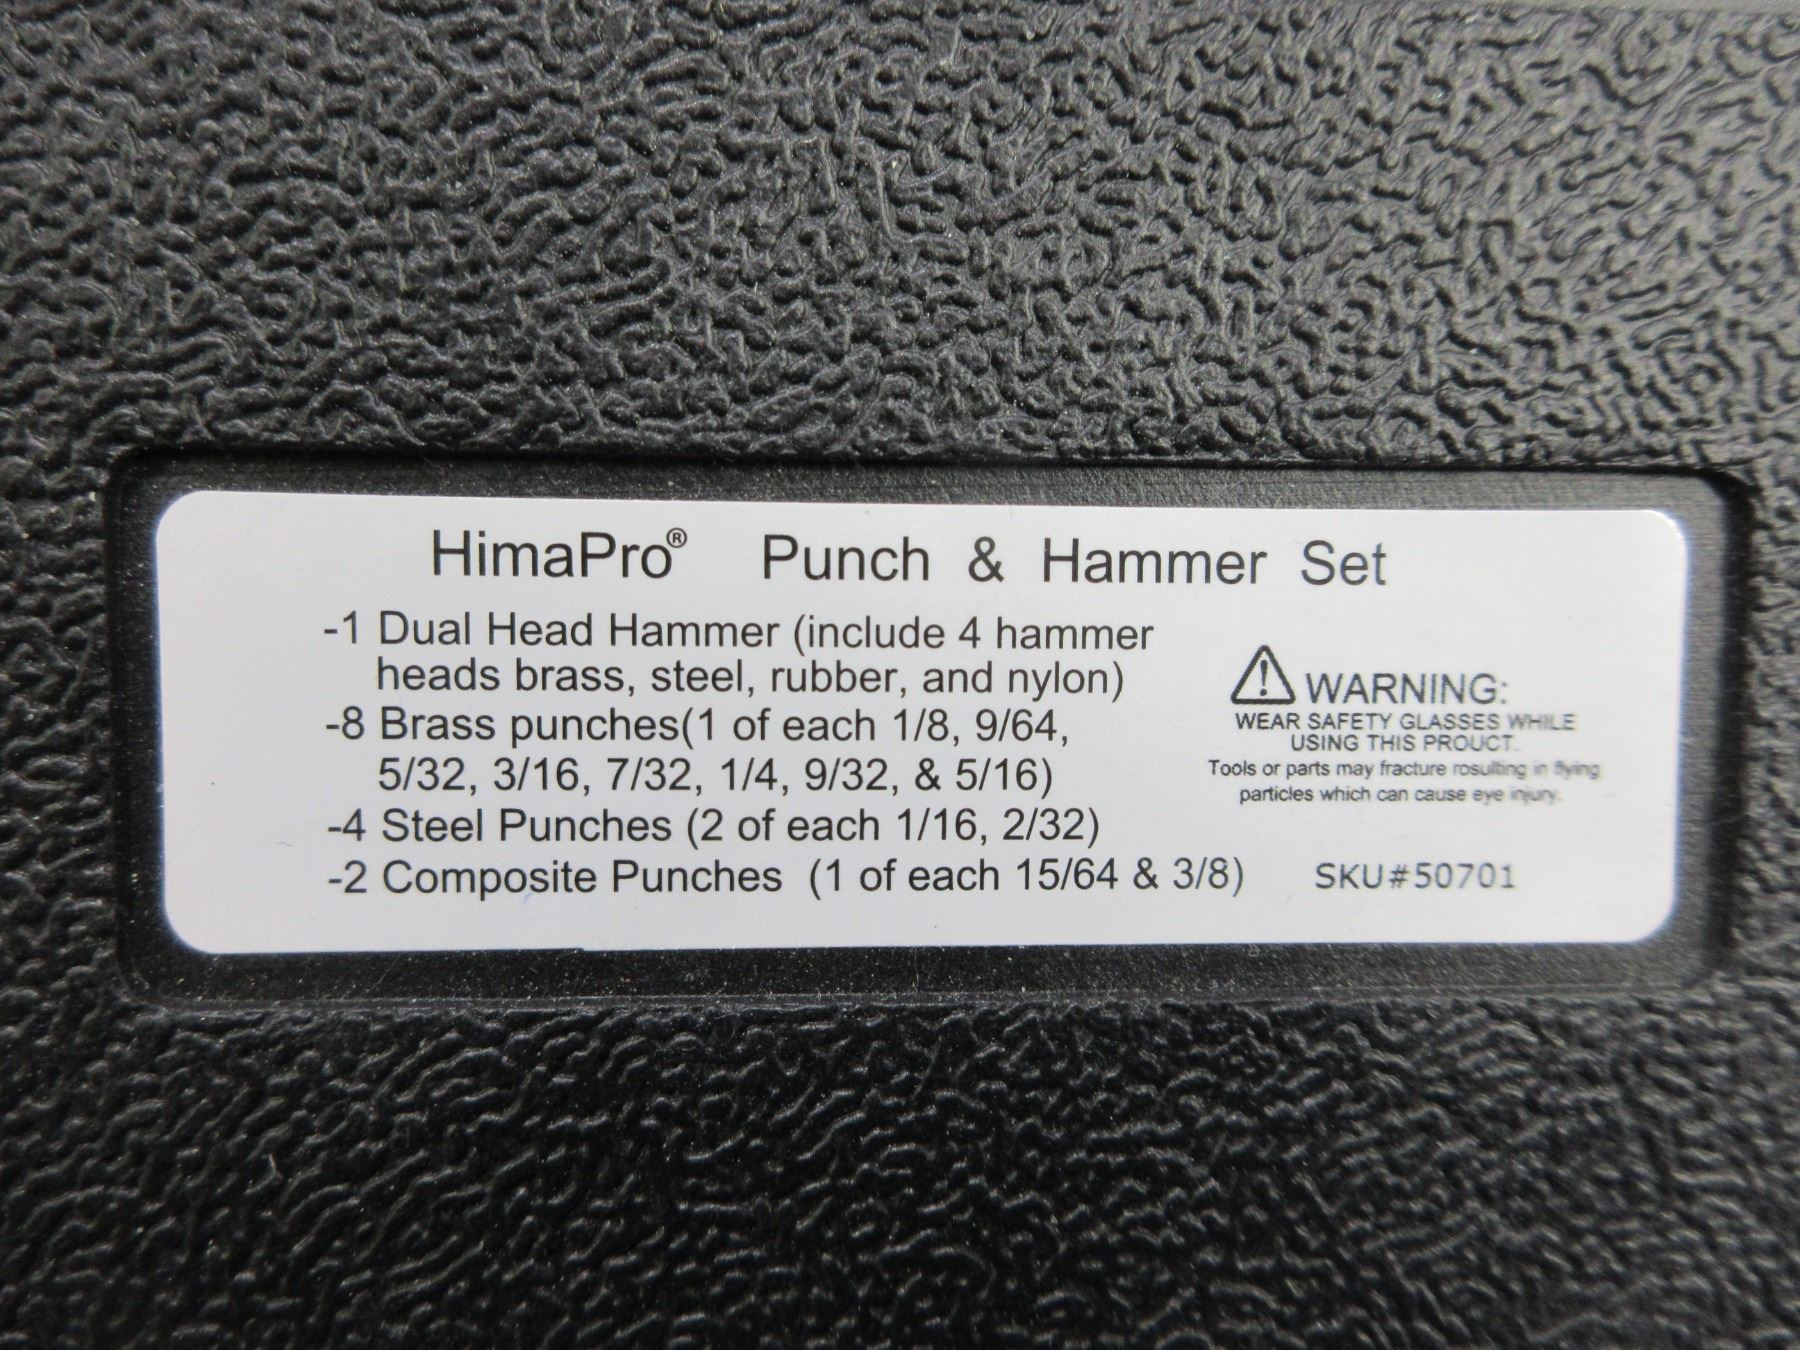 HimaPro® Punch & Hammer Set
-1 Dual Head Hammer (include 4 hammer
heads brass, steel, rubber, and nylon)
-8 Brass punches(1 of each 1/8, 9/64,
5/32, 3/16, 7/32, 1/4, 9/32, & 5/16)
-4 Steel Punches (2 of each 1/16, 2/32)
-2 Composite Punches (1 of each 15/64 & 3/8)
WARNING:
WEAR SAFETY GLASSES WHILE
USING THIS PROUCT.
Tools or parts may fracture rosulting in flying
particles which can cause eye injury.
SKU#50701